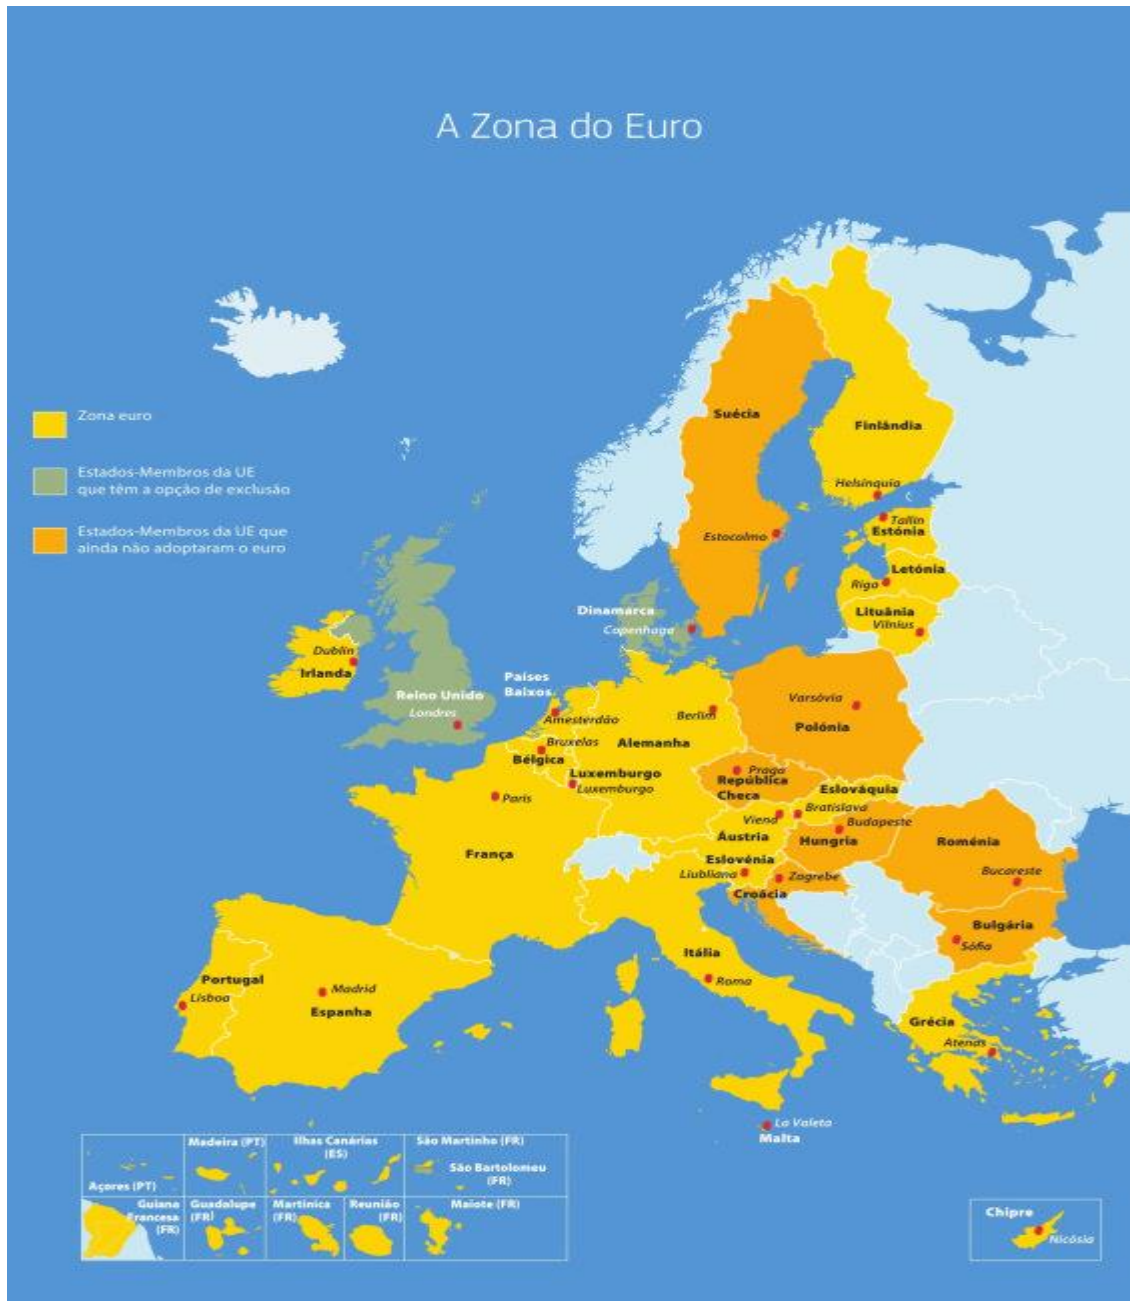 A Zona do Euro
Zona euro
Estados-Membros da UE
que têm a opção de exclusão
Estados-Membros da UE que
ainda não adoptaram o euro
Suécia
Finlândia
Helsínquia
Estocolmo
Tallin
Estónia
Letónia
Riga
Lituânia
Vilnius
Dinamarca
Copenhaga
Dublin
Irlanda
Reino Unido
Londres
Países
Baixos
Amesterdão
Berlim
Varsóvia
Polónia
Bruxelas
Bélgica
Alemanha
Luxemburgo
Luxemburgo
Praga
República
Checa
Eslováquia
Paris
Viena
Bratislava
Budapeste
Áustria
Hungria
Roménia
França
Eslovénia
Liubliana
Zagrebe
Croácia
Bucareste
Bulgária
Sófia
Itália
Roma
Portugal
Lisboa
Madrid
Espanha
Grécia
Atenas
La Valeta
Malta
Açores (PT)
Madeira (PT)
Ilhas Canárias
(ES)
São Martinho (FR)
São Bartolomeu
(FR)
Guiana
Francesa
(FR)
Guadalupe
(FR)
Martinica
(FR)
Reunião
(FR)
Maiote (FR)
Chipre
Nicósia